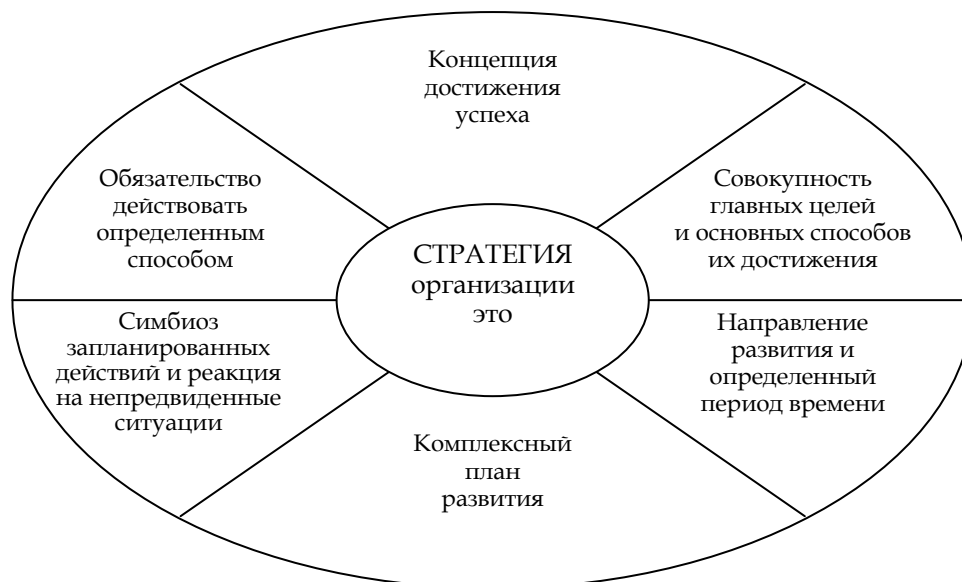 Концепция
достижения
успеха
Обязательство
действовать
определенным
способом
Совокупность
главных целей
и основных способов
их достижения
СТРАТЕГИЯ
организации
это
Симбиоз
запланированных
действий и реакция
на непредвиденные
ситуации
Направление
развития и
определенный
период времени
Комплексный
план
развития